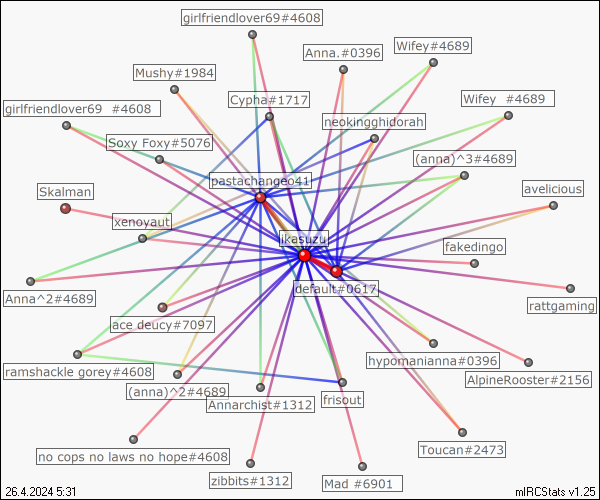 girlfriendlover69#4608
Wifey#4689
Anna.#0396
Mushy#1984
Cypha#1717
Wifey #4689
girlfriendlover69 #4608
neokingghidorah
Soxy Foxy#5076
(anna)^3#4689
pastachangeo41
Skalman
avelicious
xenoyaut
ikasuzu
fakedingo
default#0617
Anna^2#4689
rattgaming
ace deucy#7097
hypomanianna#0396
ramshackle gorey#4608
AlpineRooster#2156
(anna)^2#4689
frisout
Annarchist#1312
Toucan#2473
no cops no laws no hope#4608
zibbits#1312
Mad #6901
26.4.2024 5:31
mIRCStats v1.25